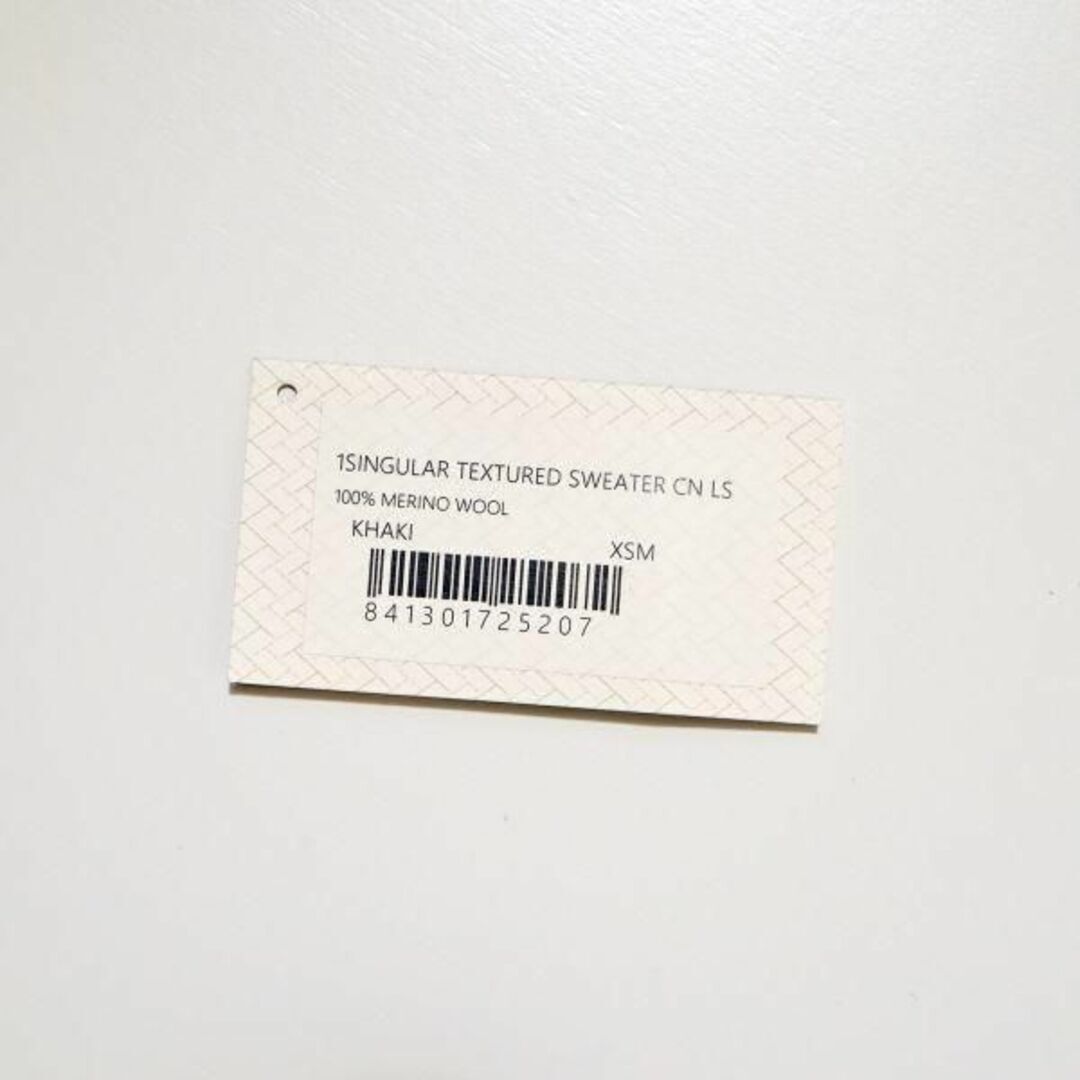 1SINGULAR TEXTURED SWEATER CN LS
100% MERINO WOOL
KHAKI XSM
841301725207